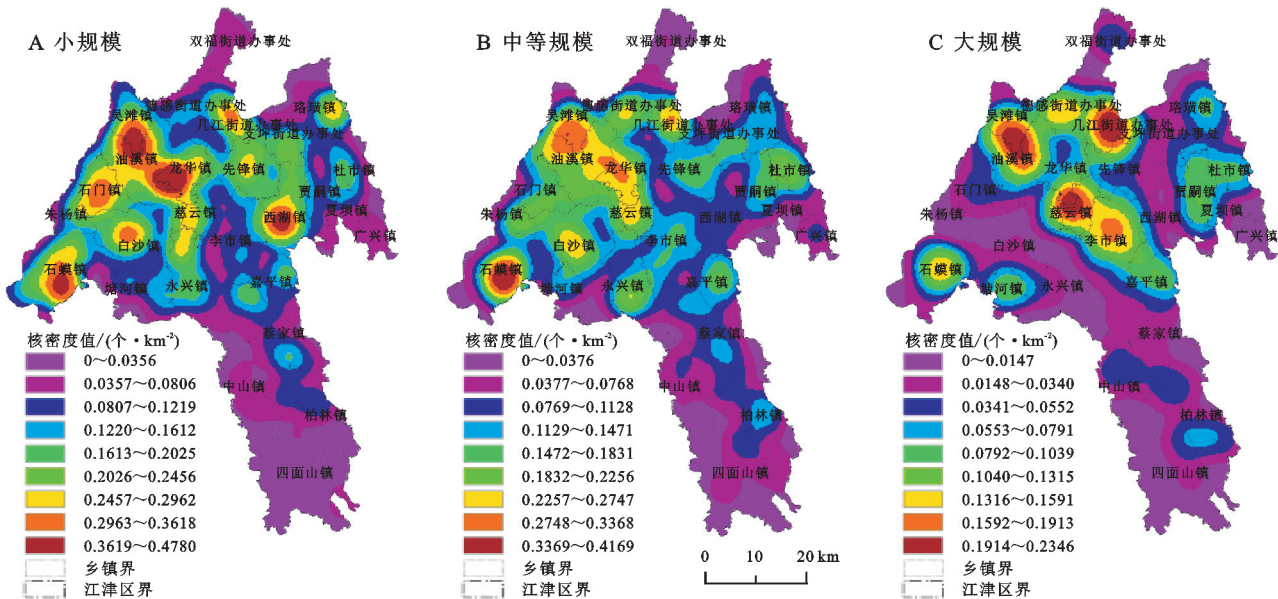 A 小规模
双福街道办事处
德感街道办事处
珞璜镇
吴滩镇
几江街道办事处
支坪街道办事处
油溪镇
龙华镇
先锋镇
杜市镇
石门镇
贾嗣镇
朱杨镇
慈云镇
西湖镇
夏坝镇
白沙镇
李市镇
广兴镇
石蟆镇
塘河镇
永兴镇
嘉平镇
蔡家镇
中山镇
柏林镇
四面山镇
核密度值/(个·km⁻²)
0~0.0356
0.0357~0.0806
0.0807~0.1219
0.1220~0.1612
0.1613~0.2025
0.2026~0.2456
0.2457~0.2962
0.2963~0.3618
0.3619~0.4780
乡镇界
江津区界
B 中等规模
双福街道办事处
德感街道办事处
珞璜镇
吴滩镇
几江街道办事处
支坪街道办事处
油溪镇
龙华镇
先锋镇
杜市镇
石门镇
贾嗣镇
朱杨镇
慈云镇
西湖镇
夏坝镇
白沙镇
李市镇
广兴镇
石蟆镇
塘河镇
永兴镇
嘉平镇
蔡家镇
中山镇
柏林镇
四面山镇
核密度值/(个·km⁻²)
0~0.0376
0.0377~0.0768
0.0769~0.1128
0.1129~0.1471
0.1472~0.1831
0.1832~0.2256
0.2257~0.2747
0.2748~0.3368
0.3369~0.4169
乡镇界
江津区界
0 10 20 km
C 大规模
双福街道办事处
德感街道办事处
珞璜镇
吴滩镇
几江街道办事处
支坪街道办事处
油溪镇
龙华镇
先锋镇
杜市镇
石门镇
贾嗣镇
朱杨镇
慈云镇
西湖镇
夏坝镇
白沙镇
李市镇
广兴镇
石蟆镇
塘河镇
永兴镇
嘉平镇
蔡家镇
中山镇
柏林镇
四面山镇
核密度值/(个·km⁻²)
0~0.0147
0.0148~0.0340
0.0341~0.0552
0.0553~0.0791
0.0792~0.1039
0.1040~0.1315
0.1316~0.1591
0.1592~0.1913
0.1914~0.2346
乡镇界
江津区界